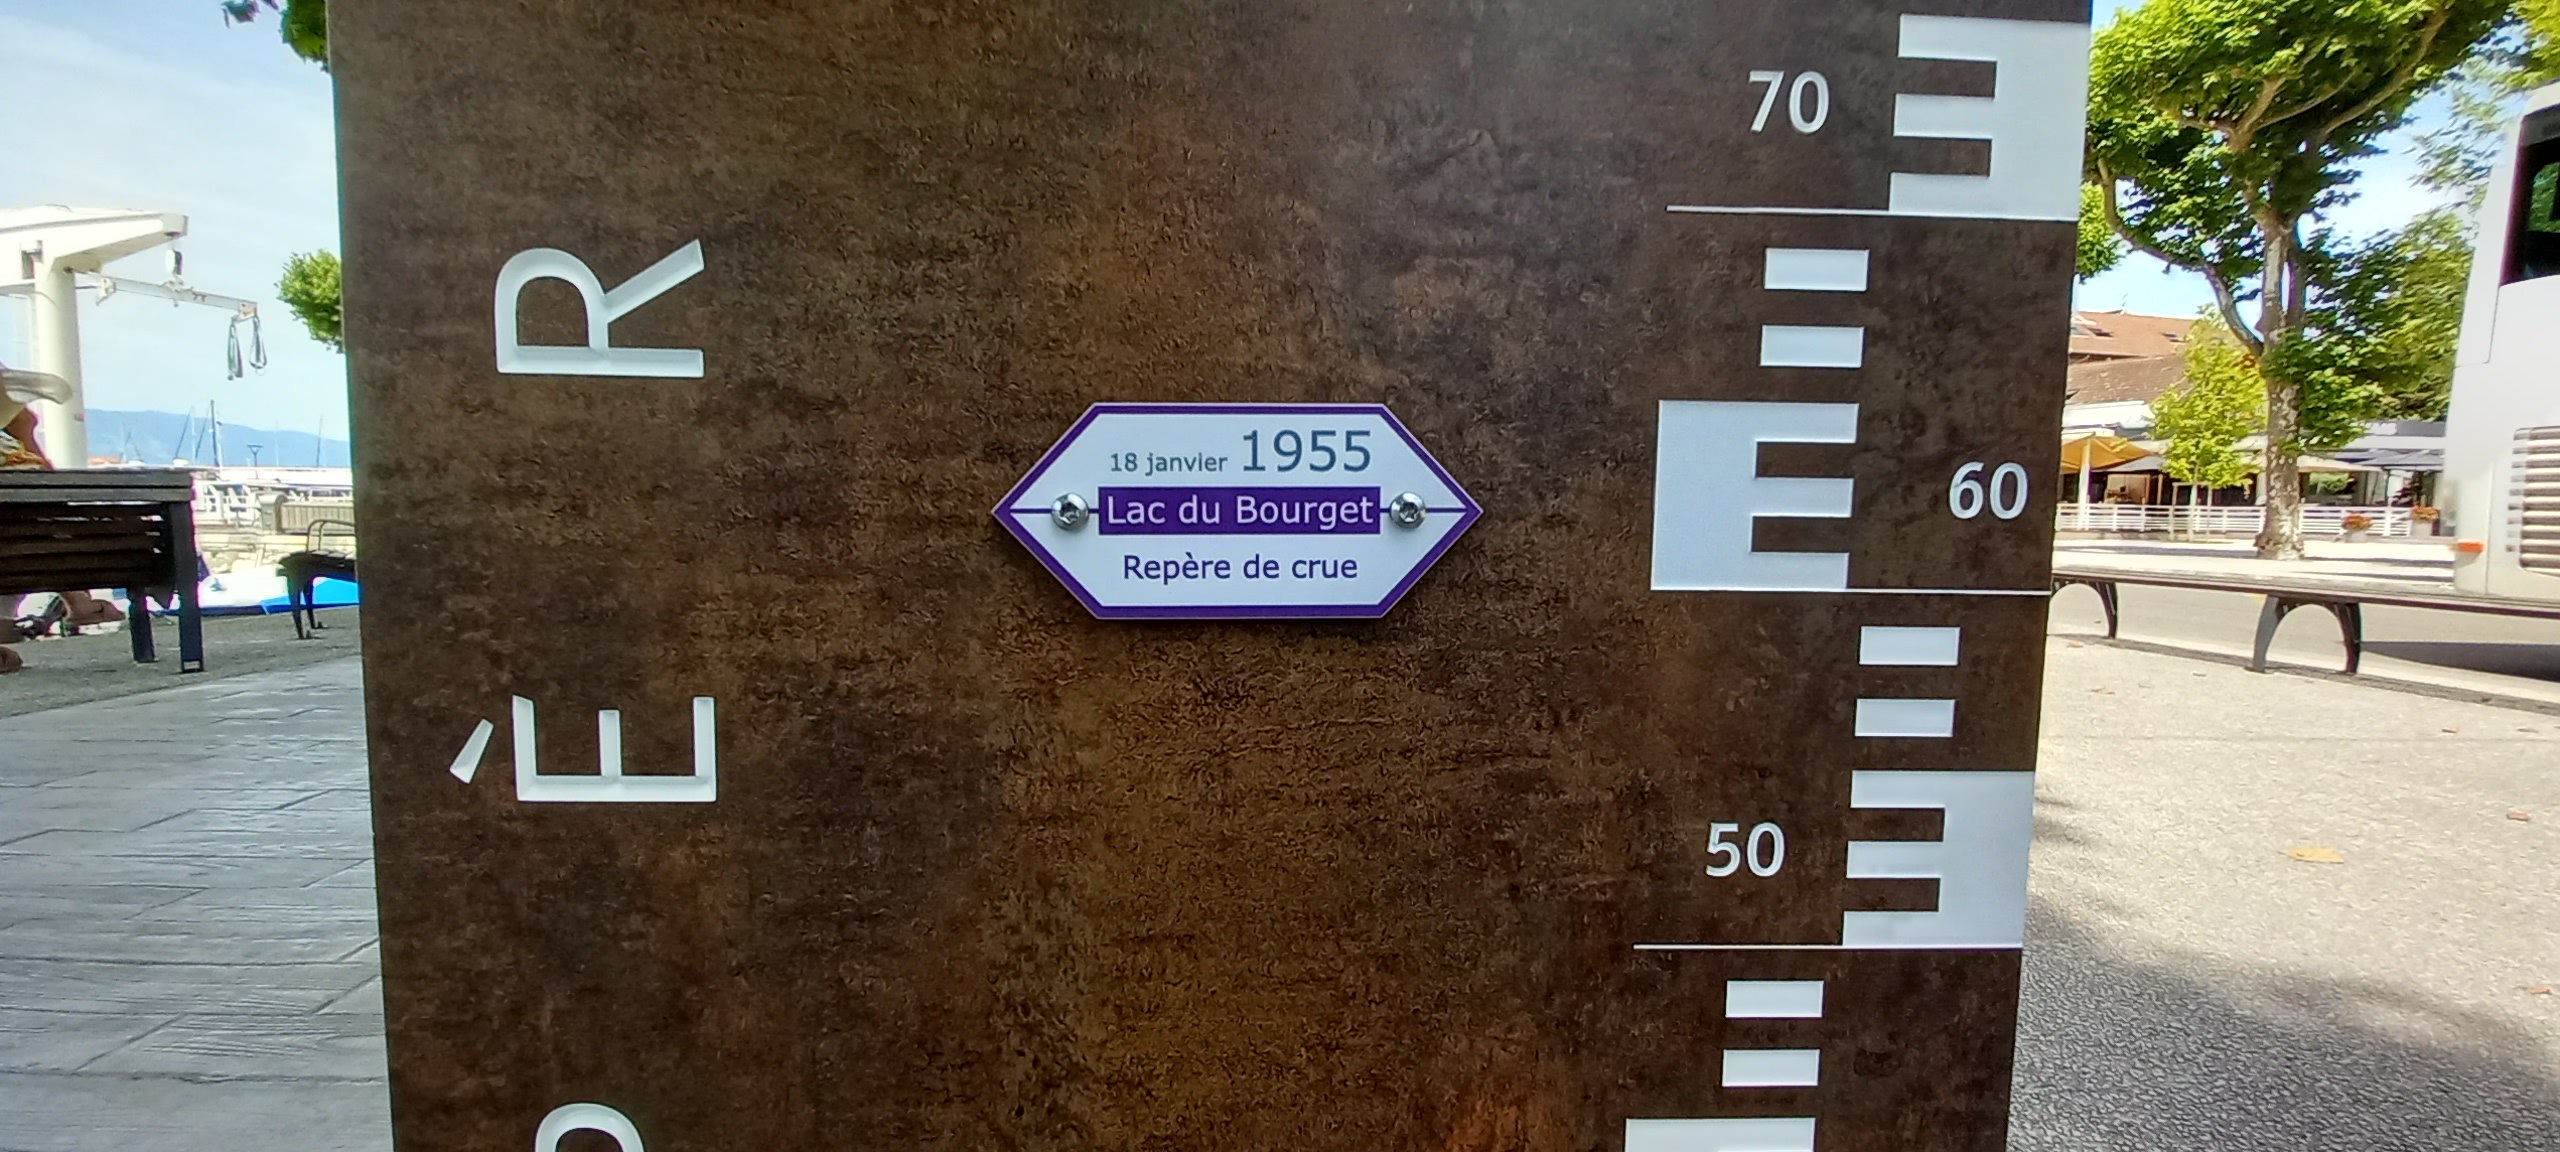 R
É
18 janvier 1955
Lac du Bourget
Repère de crue
70
60
50